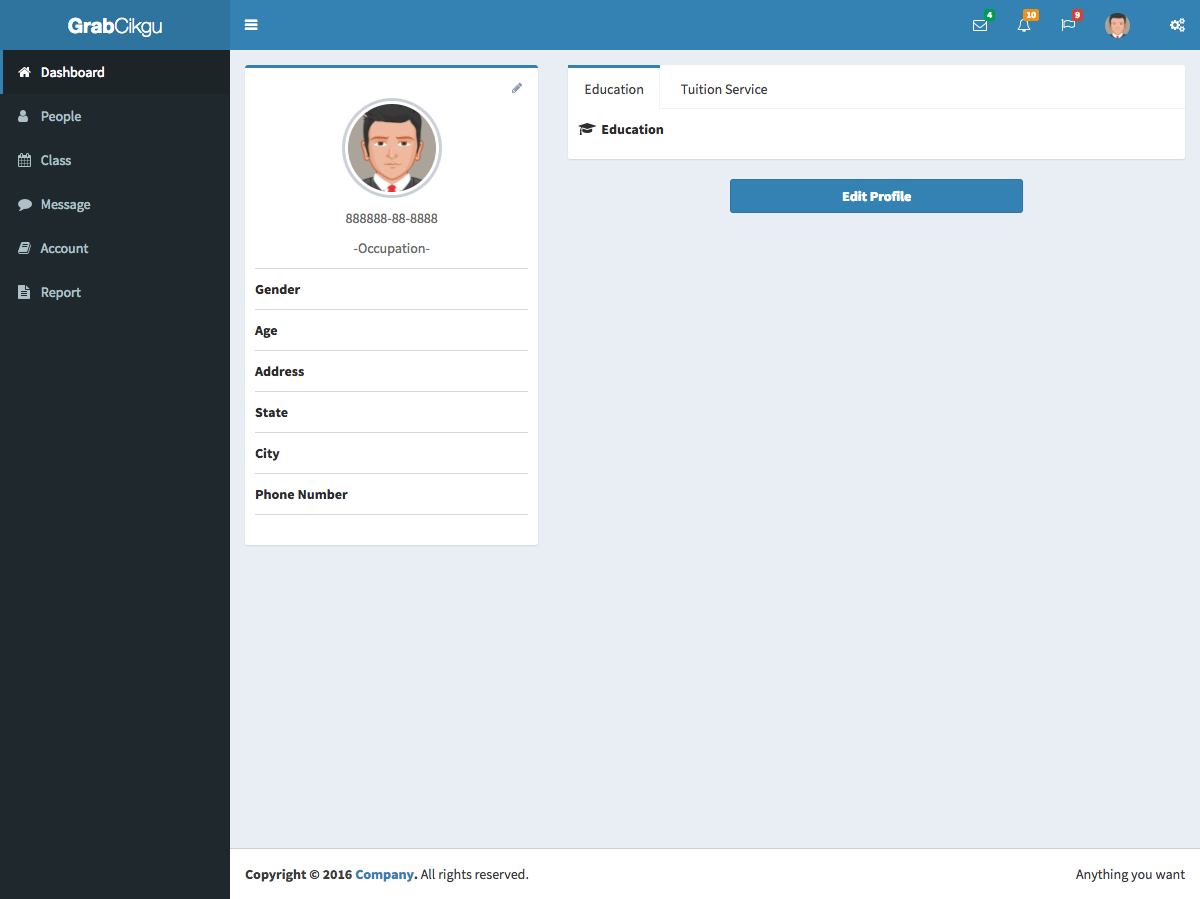 GrabCikgu
4
10
9
Dashboard
People
Class
Message
Account
Report
888888-88-8888
-Occupation-
Gender
Age
Address
State
City
Phone Number
Education Tuition Service
Education
Edit Profile
Copyright © 2016 Company. All rights reserved.
Anything you want